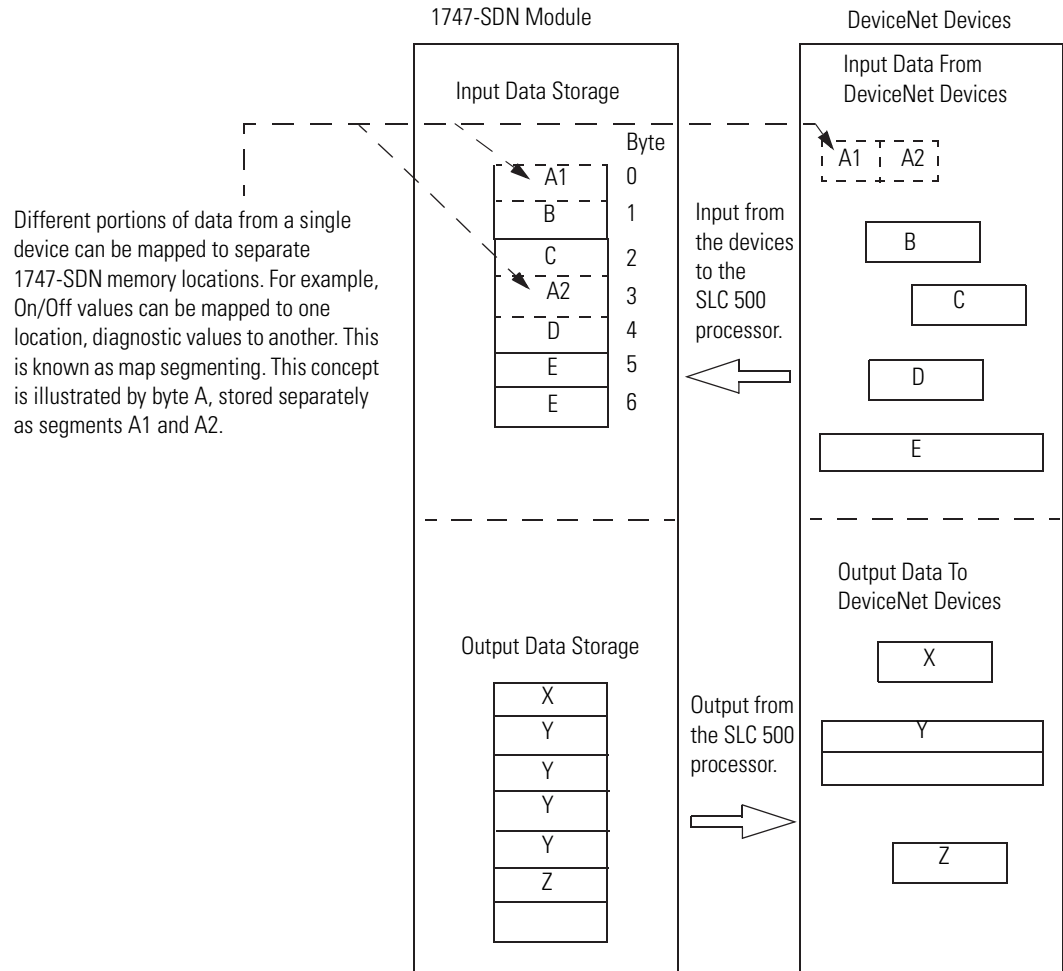 1747-SDN Module
DeviceNet Devices
Input Data Storage
Byte
A1 0
B 1
C 2
A2 3
D 4
E 5
E 6
Different portions of data from a single
device can be mapped to separate
1747-SDN memory locations. For example,
On/Off values can be mapped to one
location, diagnostic values to another. This
is known as map segmenting. This concept
is illustrated by byte A, stored separately
as segments A1 and A2.
Input from
the devices
to the
SLC 500
processor.
Input Data From
DeviceNet Devices
A1 A2
B
C
D
E
Output Data Storage
X
Y
Y
Y
Y
Z
Output from
the SLC 500
processor.
Output Data To
DeviceNet Devices
X
Y
Z